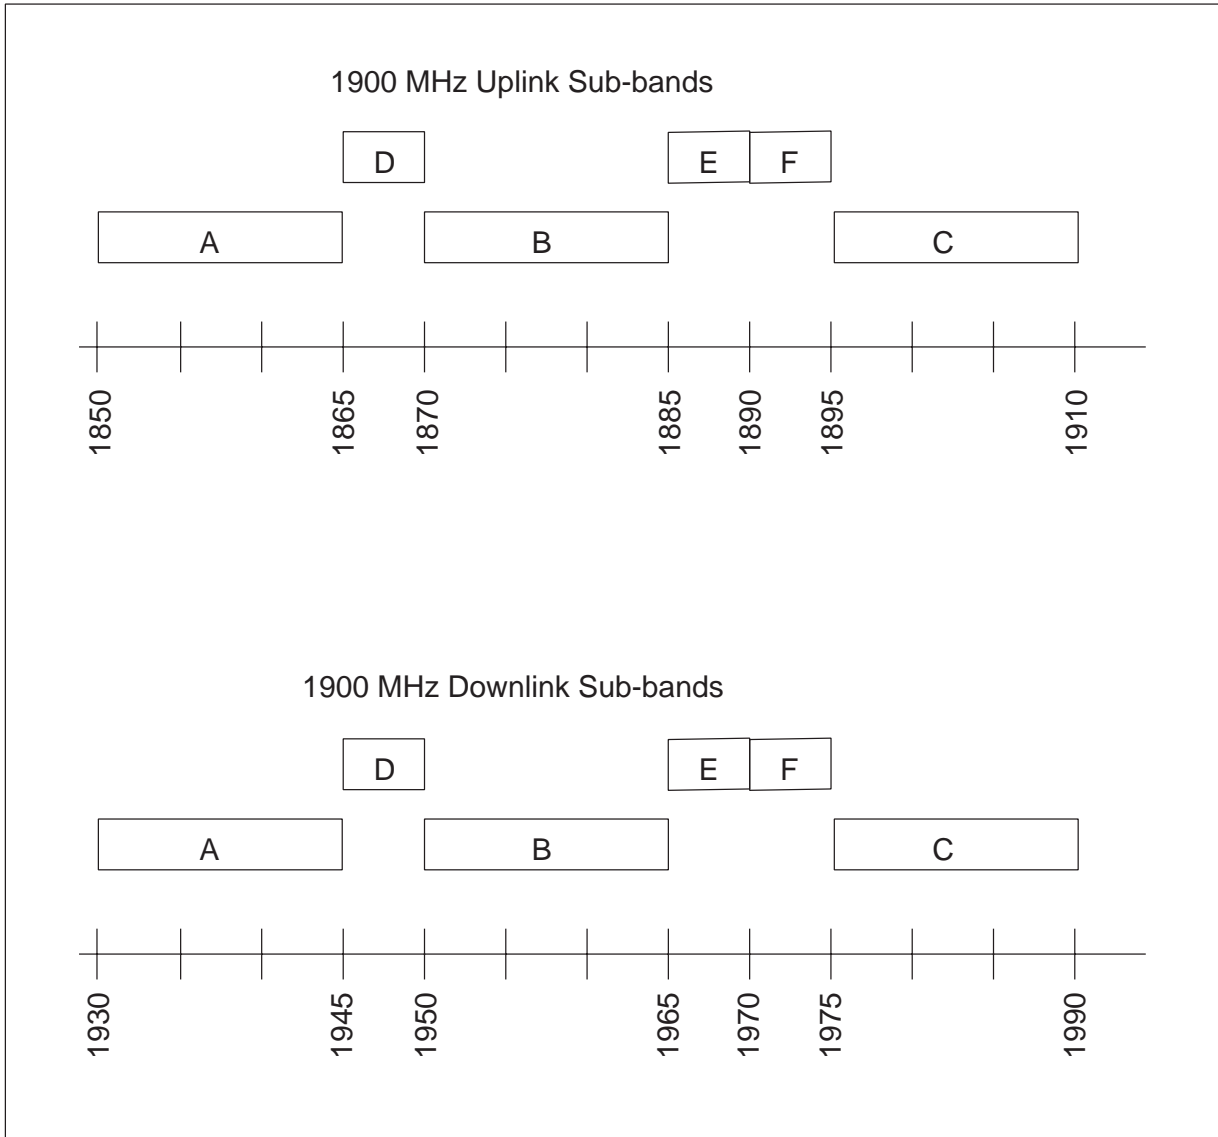 1900 MHz Uplink Sub-bands
D E F
A B C
1850 1865 1870 1885 1890 1895 1910
1900 MHz Downlink Sub-bands
D E F
A B C
1930 1945 1950 1965 1970 1975 1990